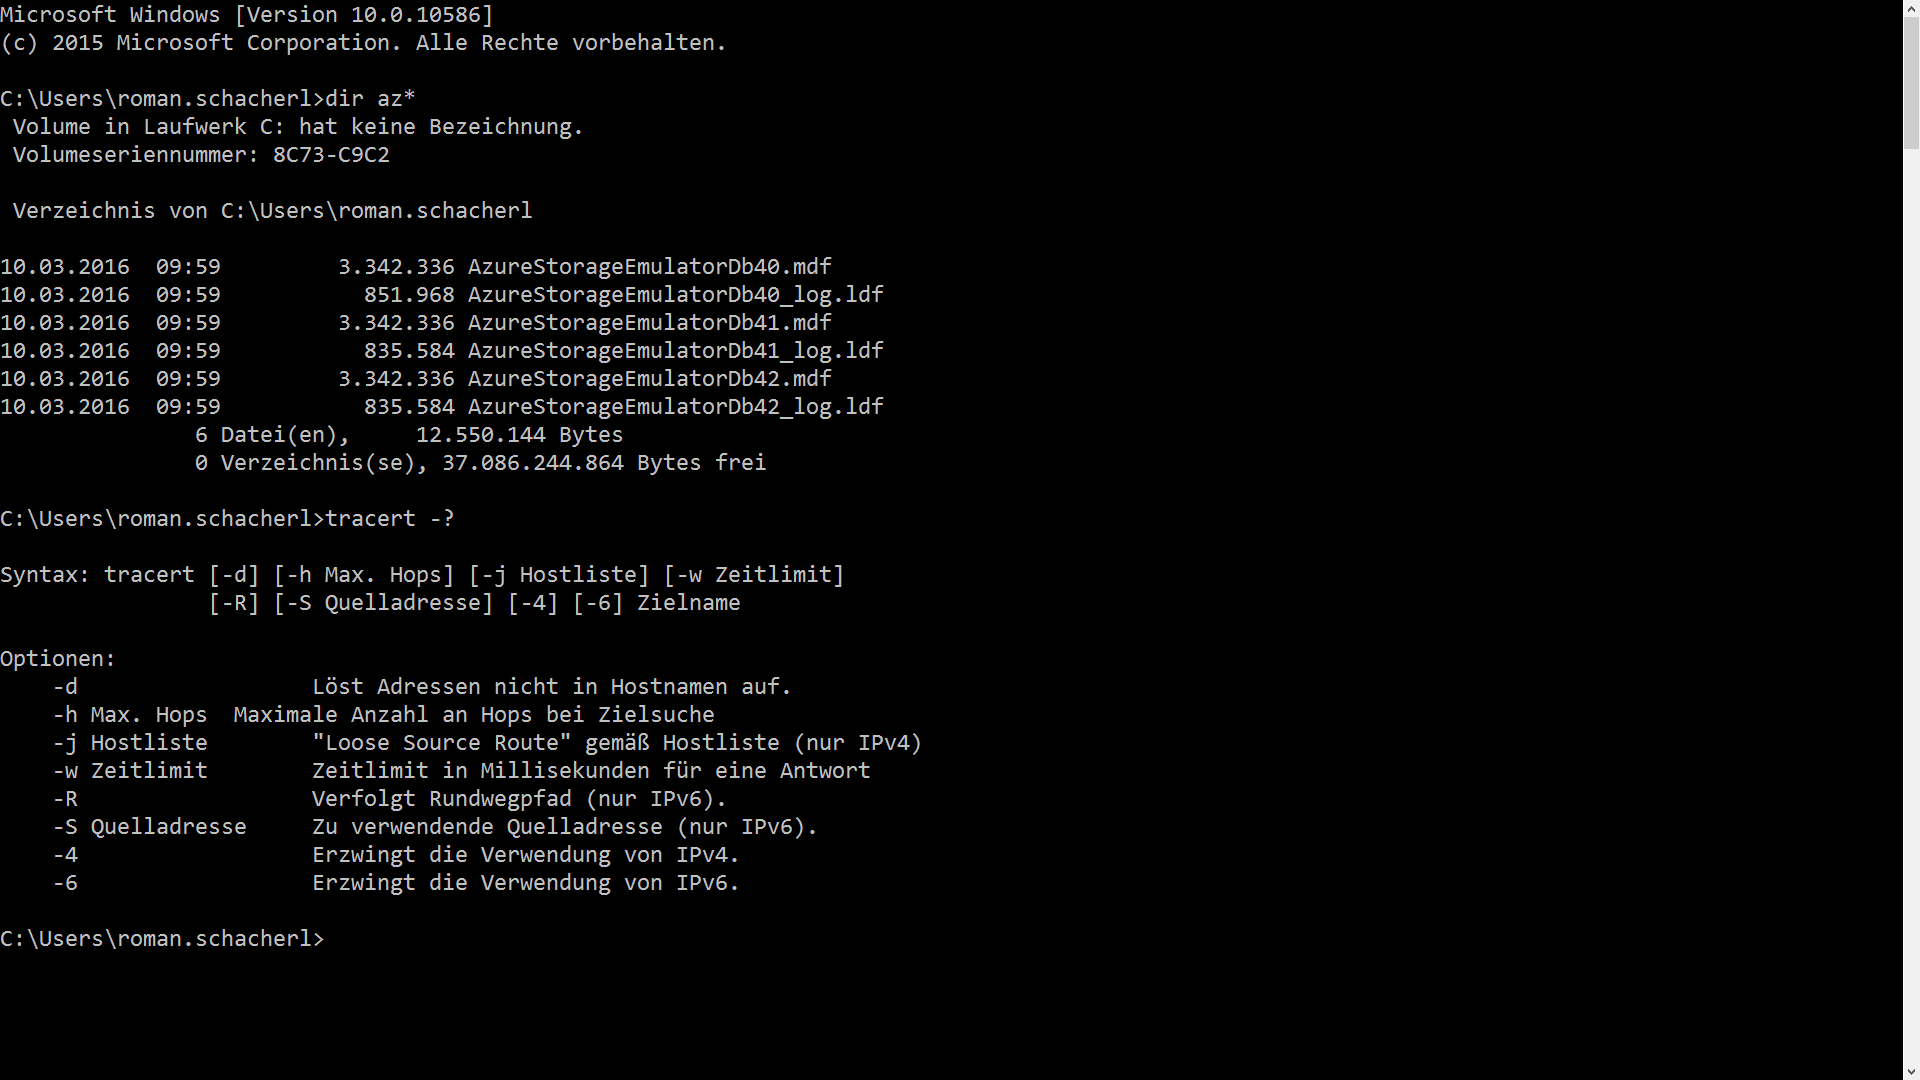 Microsoft Windows [Version 10.0.10586]
(c) 2015 Microsoft Corporation. Alle Rechte vorbehalten.

C:\Users\roman.schacherl>dir az*
 Volume in Laufwerk C: hat keine Bezeichnung.
 Volumeseriennummer: 8C73-C9C2

 Verzeichnis von C:\Users\roman.schacherl

10.03.2016  09:59         3.342.336 AzureStorageEmulatorDb40.mdf
10.03.2016  09:59           851.968 AzureStorageEmulatorDb40_log.ldf
10.03.2016  09:59         3.342.336 AzureStorageEmulatorDb41.mdf
10.03.2016  09:59           835.584 AzureStorageEmulatorDb41_log.ldf
10.03.2016  09:59         3.342.336 AzureStorageEmulatorDb42.mdf
10.03.2016  09:59           835.584 AzureStorageEmulatorDb42_log.ldf
               6 Datei(en),     12.550.144 Bytes
               0 Verzeichnis(se), 37.086.244.864 Bytes frei

C:\Users\roman.schacherl>tracert -?

Syntax: tracert [-d] [-h Max. Hops] [-j Hostliste] [-w Zeitlimit]
                [-R] [-S Quelladresse] [-4] [-6] Zielname

Optionen:
    -d                  Löst Adressen nicht in Hostnamen auf.
    -h Max. Hops  Maximale Anzahl an Hops bei Zielsuche
    -j Hostliste        "Loose Source Route" gemäß Hostliste (nur IPv4)
    -w Zeitlimit        Zeitlimit in Millisekunden für eine Antwort
    -R                  Verfolgt Rundwegpfad (nur IPv6).
    -S Quelladresse     Zu verwendende Quelladresse (nur IPv6).
    -4                  Erzwingt die Verwendung von IPv4.
    -6                  Erzwingt die Verwendung von IPv6.

C:\Users\roman.schacherl>